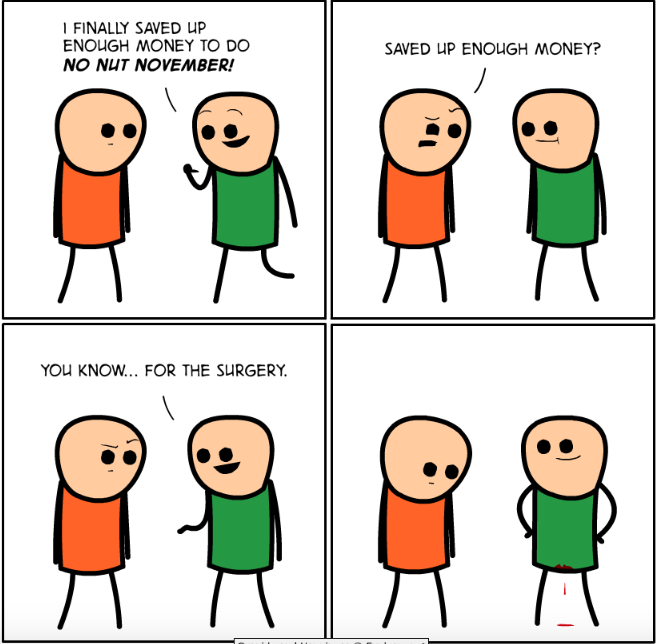 I FINALLY SAVED UP
ENOUGH MONEY TO DO
NO NUT NOVEMBER!
SAVED UP ENOUGH MONEY?
YOU KNOW... FOR THE SURGERY.